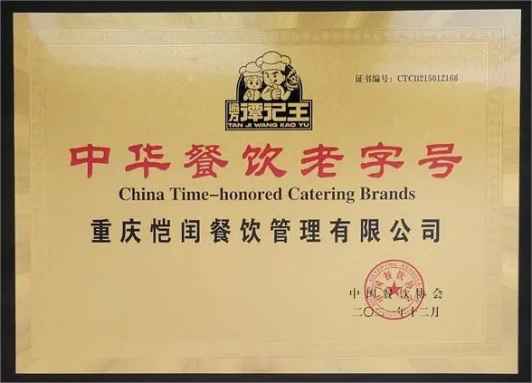 证书编号：CTCB215012166
谭记王
TAN JI WANG KAO YU
中华餐饮老字号
China Time-honored Catering Brands
重庆恺闰餐饮管理有限公司
中国餐饮协会
二〇二一年十二月